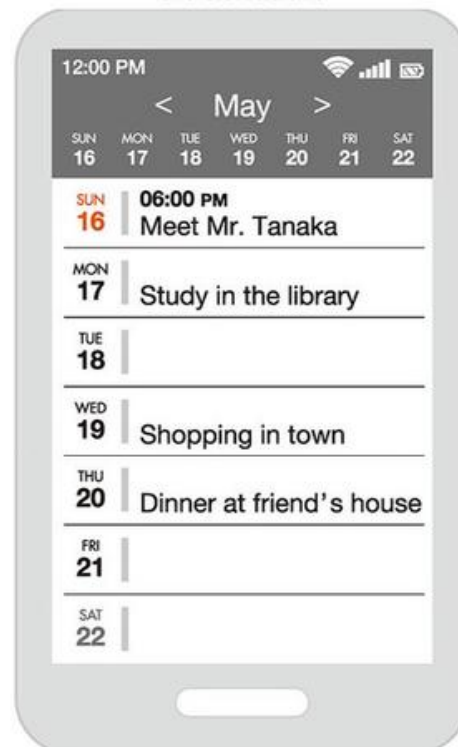 12:00 PM
< May >
SUN MON TUE WED THU FRI SAT
16 17 18 19 20 21 22
SUN 06:00 PM
16 Meet Mr. Tanaka
MON
17 Study in the library
TUE
18
WED
19 Shopping in town
THU
20 Dinner at friend's house
FRI
21
SAT
22